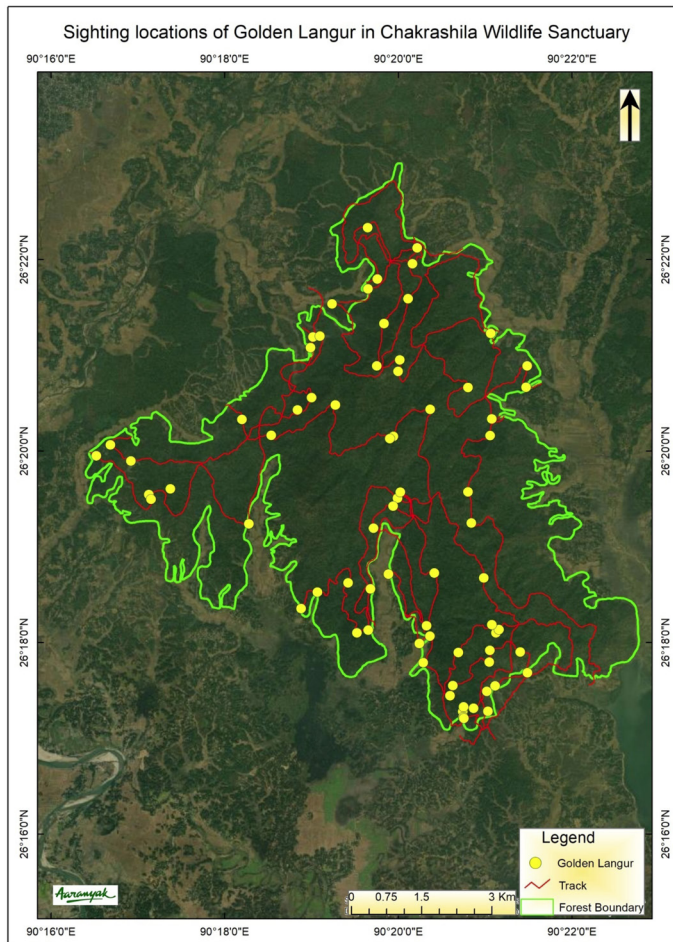 Sighting locations of Golden Langur in Chakrashila Wildlife Sanctuary
90°16'0"E 90°18'0"E 90°20'0"E 90°22'0"E
26°22'0"N 26°22'0"N
26°20'0"N 26°20'0"N
26°18'0"N 26°18'0"N
26°16'0"N 26°16'0"N
Legend
Golden Langur
Track
Forest Boundary
Aaranyak
0 0.75 1.5 3 Km
90°16'0"E 90°18'0"E 90°20'0"E 90°22'0"E